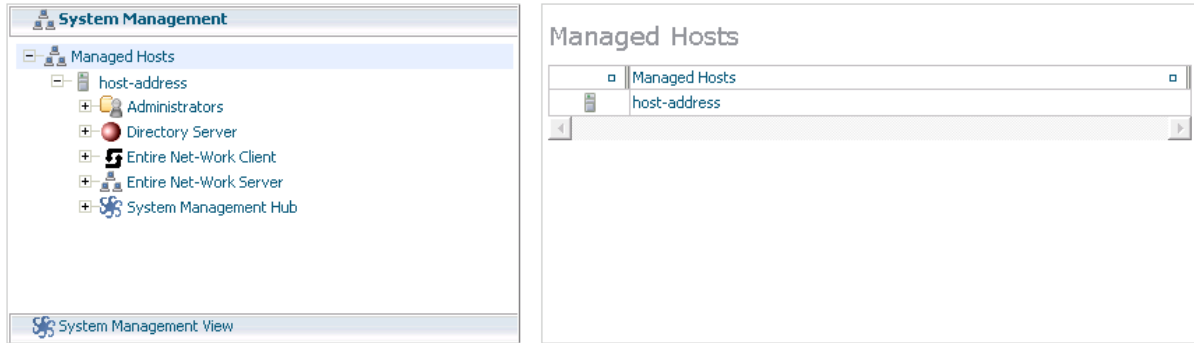 System Management
Managed Hosts
host-address
Administrators
Directory Server
Entire Net-Work Client
Entire Net-Work Server
System Management Hub
System Management View
Managed Hosts
Managed Hosts
host-address